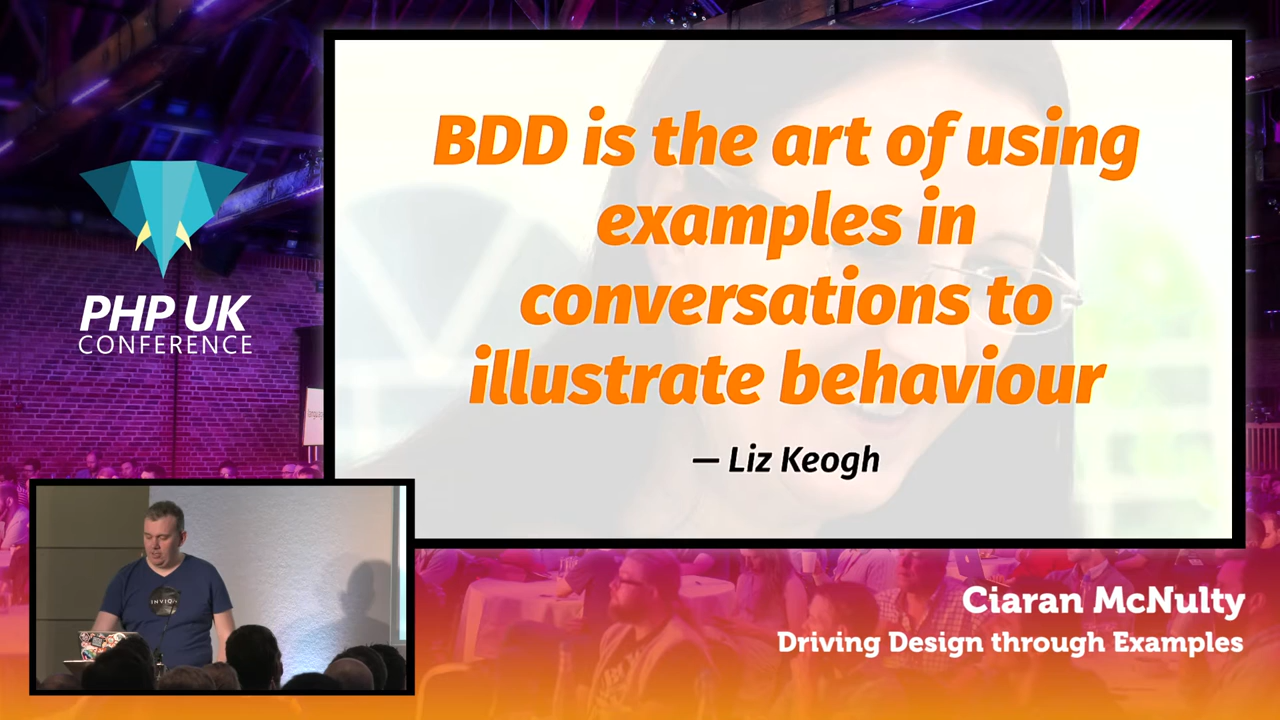 BDD is the art of using
examples in
conversations to
illustrate behaviour
— Liz Keogh
PHP UK
CONFERENCE
INVIQA
Ciaran McNulty
Driving Design through Examples